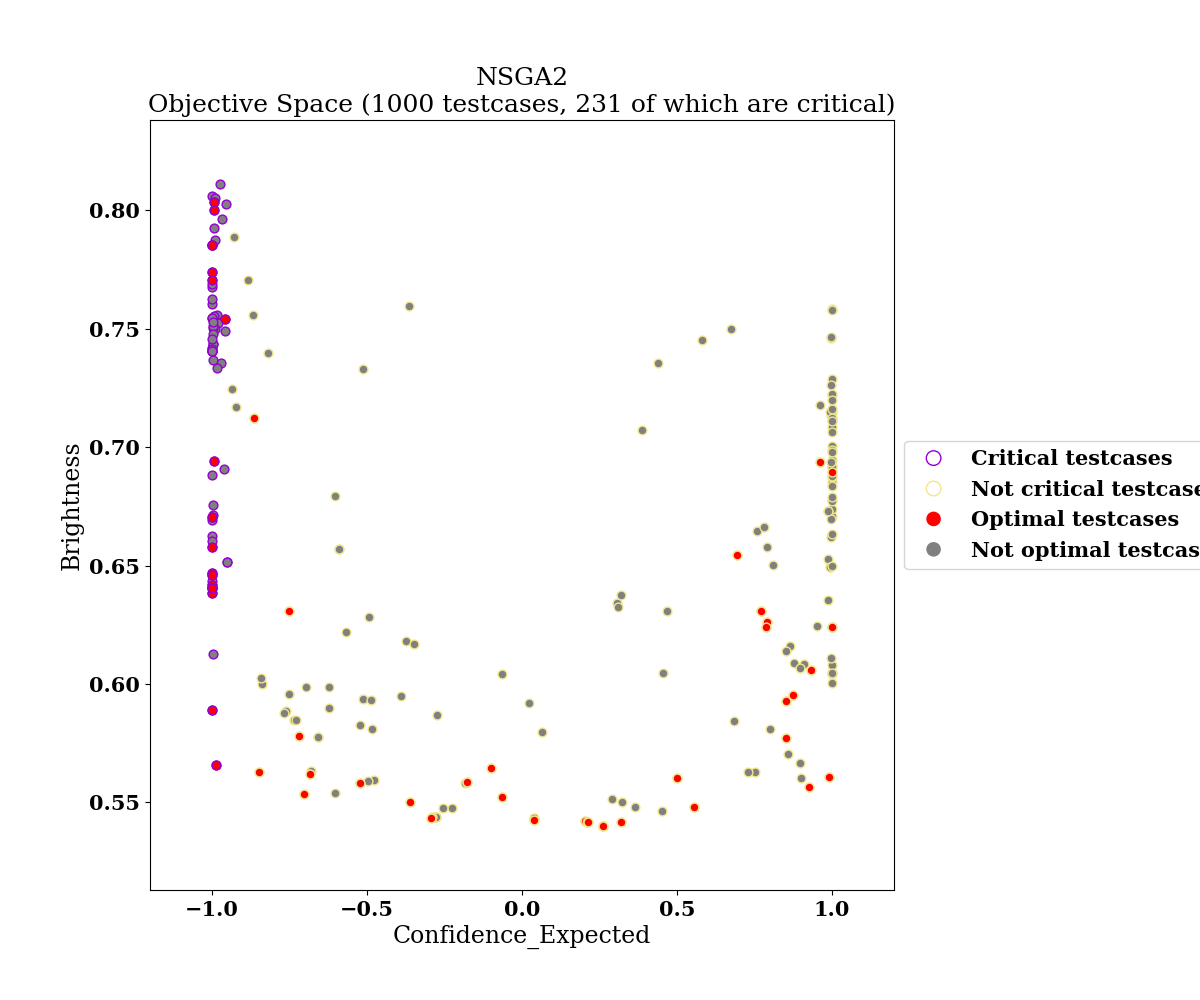 NSGA2
Objective Space (1000 testcases, 231 of which are critical)
0.80
0.75
0.70
0.65
0.60
0.55
Brightness
−1.0
−0.5
0.0
0.5
1.0
Confidence_Expected
Critical testcases
Not critical testcase
Optimal testcases
Not optimal testcas